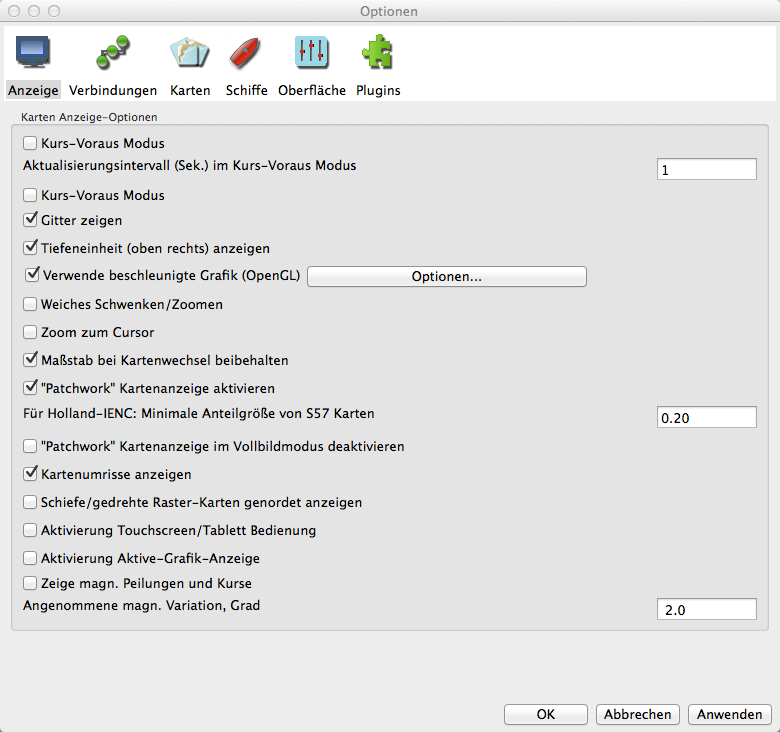 Optionen
Anzeige Verbindungen Karten Schiffe Oberfläche Plugins
Karten Anzeige-Optionen
Kurs-Voraus Modus
Aktualisierungsintervall (Sek.) im Kurs-Voraus Modus 1
Kurs-Voraus Modus
Gitter zeigen
Tiefeneinheit (oben rechts) anzeigen
Verwende beschleunigte Grafik (OpenGL) Optionen...
Weiches Schwenken/Zoomen
Zoom zum Cursor
Maßstab bei Kartenwechsel beibehalten
"Patchwork" Kartenanzeige aktivieren
Für Holland-IENC: Minimale Anteilgröße von S57 Karten 0.20
"Patchwork" Kartenanzeige im Vollbildmodus deaktivieren
Kartenumrisse anzeigen
Schiefe/gedrehte Raster-Karten genordet anzeigen
Aktivierung Touchscreen/Tablett Bedienung
Aktivierung Aktive-Grafik-Anzeige
Zeige magn. Peilungen und Kurse
Angenommene magn. Variation, Grad 2.0
OK Abbrechen Anwenden